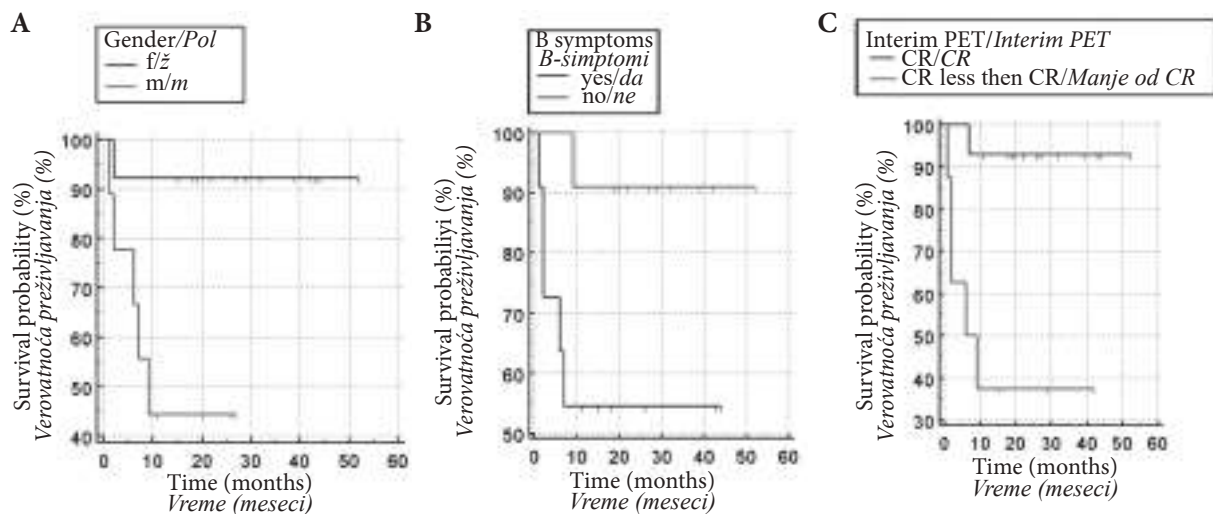 A
Gender/Pol
f/ž
m/m
Survival probability (%)
Verovatnoća preživljavanja (%)
100
90
80
70
60
50
40
0 10 20 30 40 50 60
Time (months)
Vreme (meseci)
B
B symptoms
B-simptomi
yes/da
no/ne
Survival probabiliyi (%)
Verovatnoća preživljavanja (%)
100
90
80
70
60
50
0 10 20 30 40 50 60
Time (months)
Vreme (meseci)
C
Interim PET/Interim PET
CR/CR
CR less then CR/Manje od CR
Survival probability (%)
Verovatnoća preživljavanja (%)
100
90
80
70
60
50
40
30
0 10 20 30 40 50 60
Time (months)
Vreme (meseci)